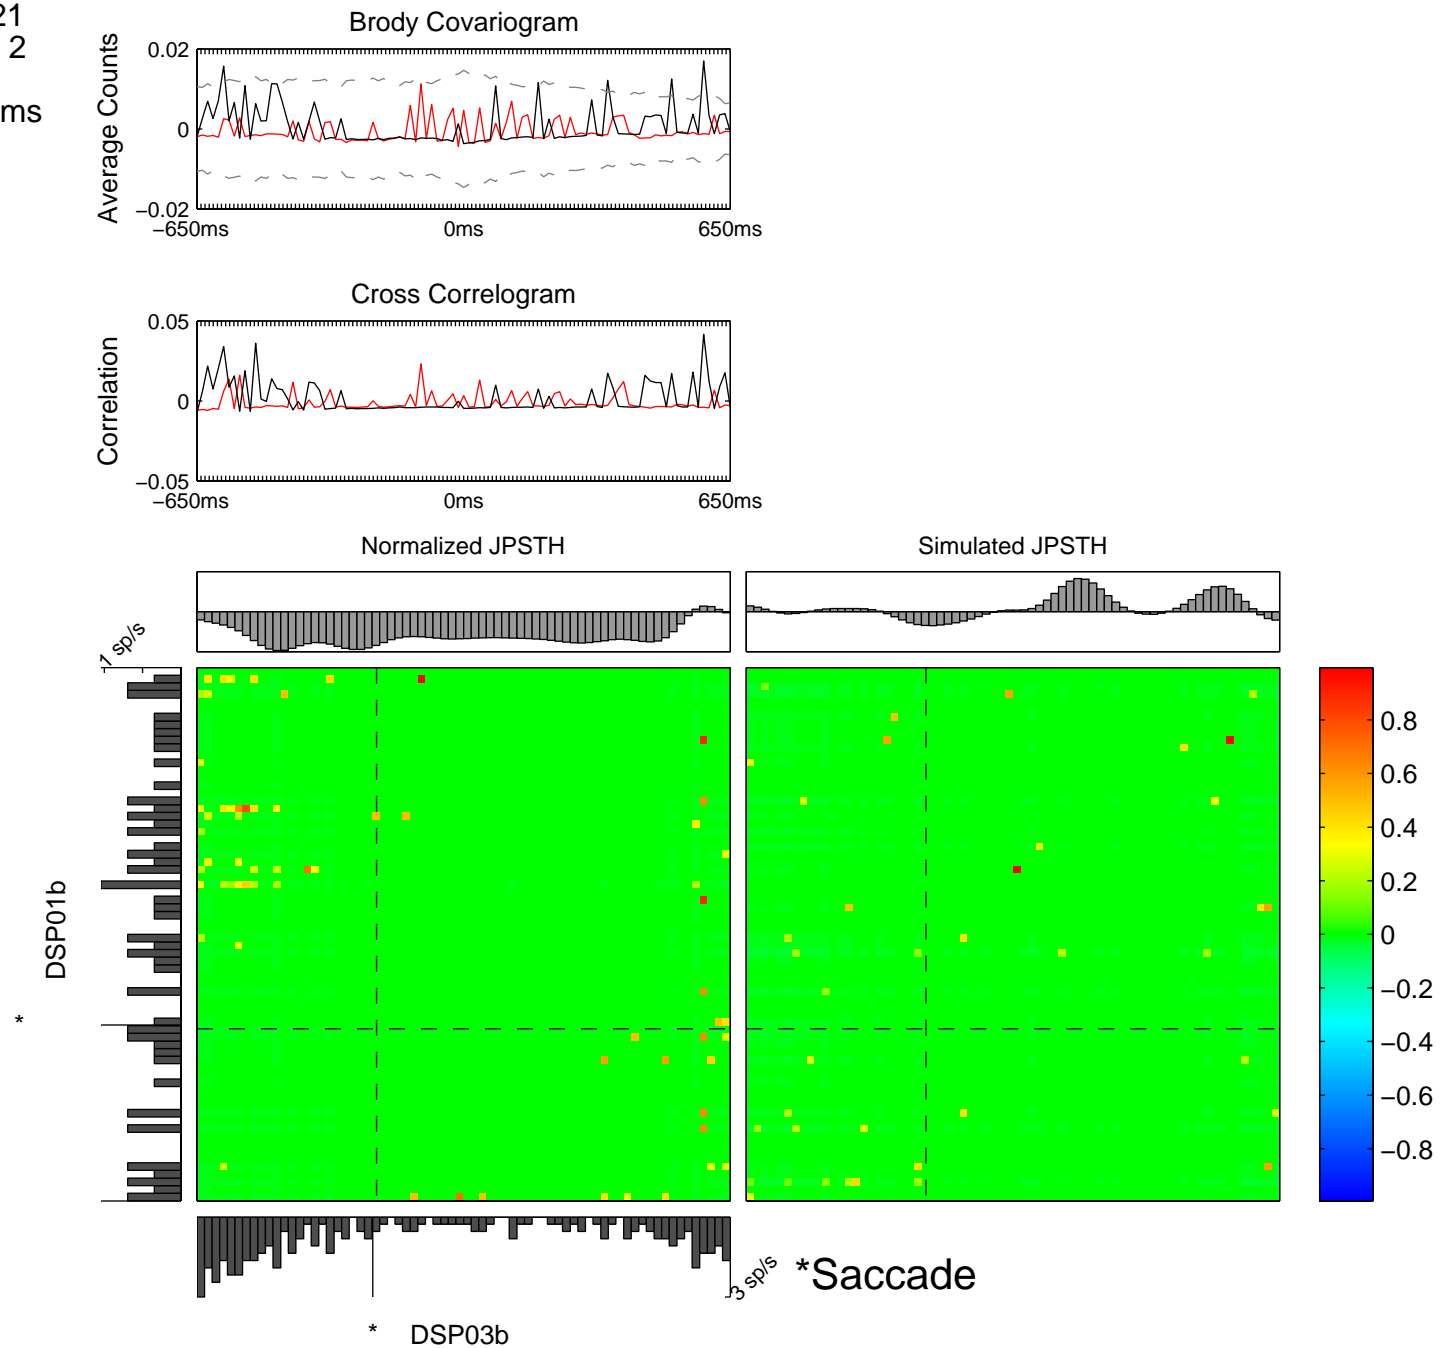 21
2
ms
Brody Covariogram
Average Counts
0.02
0
−0.02
−650ms 0ms 650ms
Cross Correlogram
Correlation
0.05
0
−0.05
−650ms 0ms 650ms
Normalized JPSTH
Simulated JPSTH
1 sp/s
DSP01b
*
0.8
0.6
0.4
0.2
0
−0.2
−0.4
−0.6
−0.8
3 sp/s
*Saccade
* DSP03b